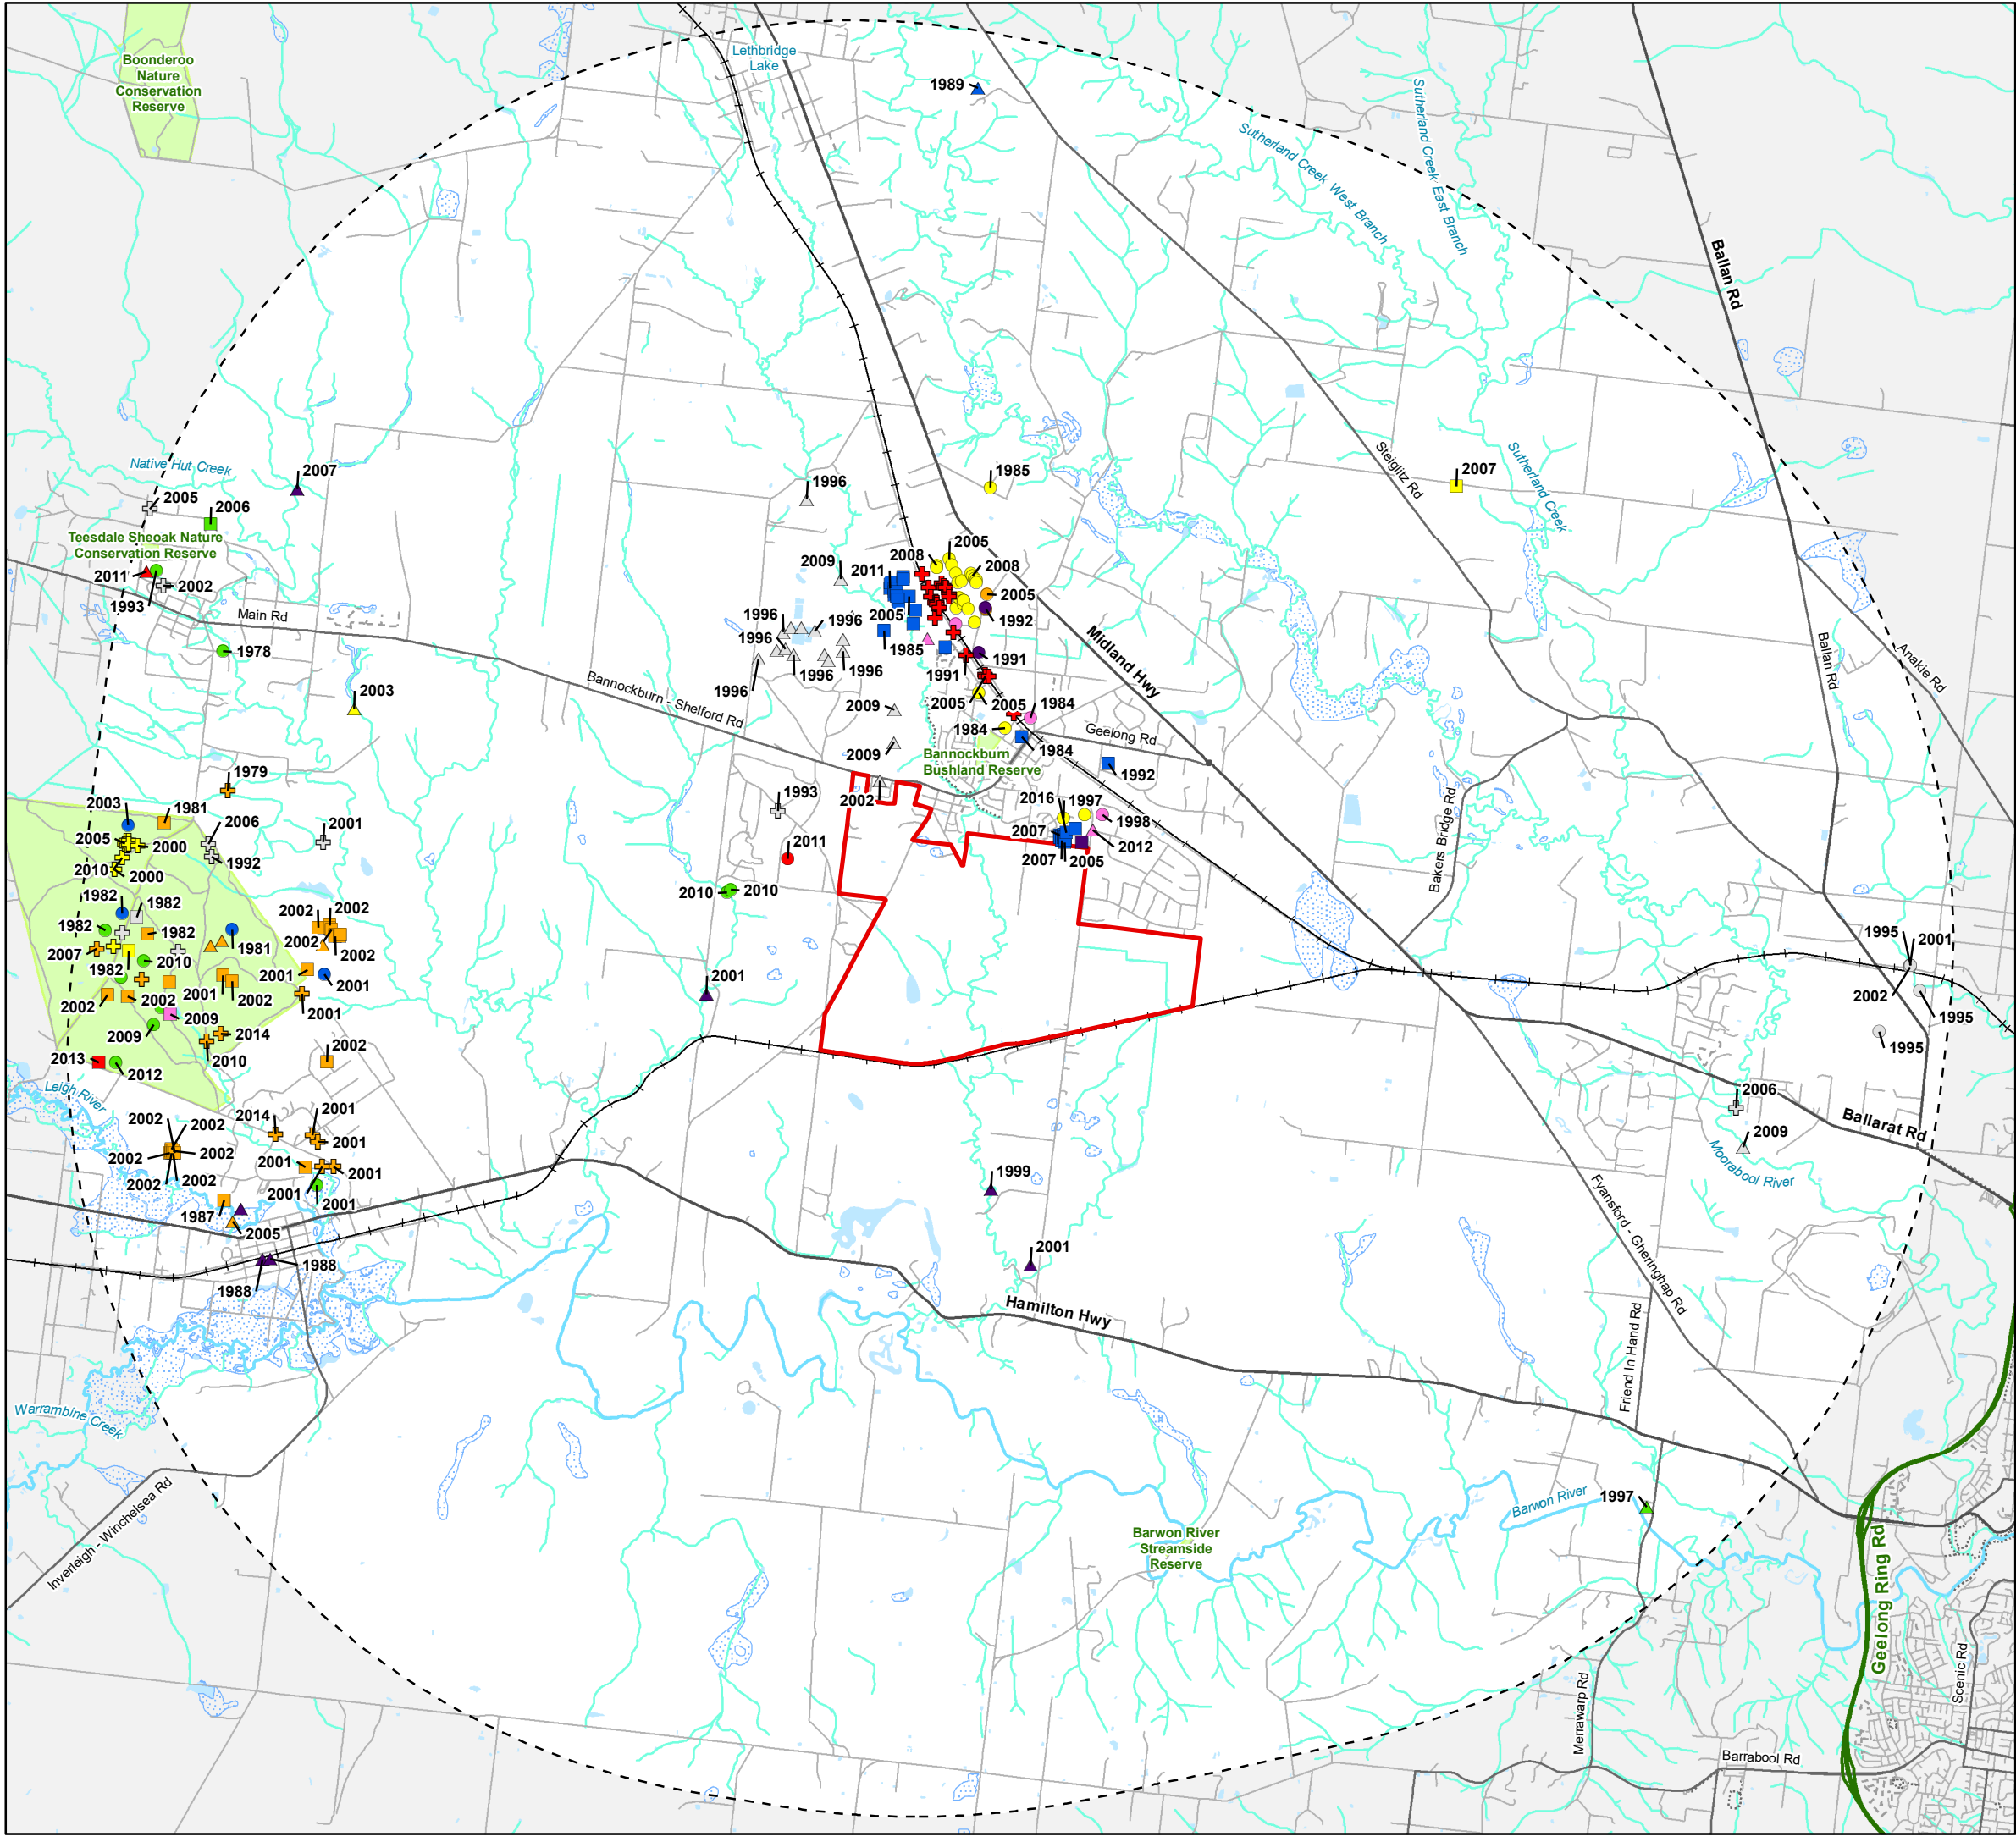 Boonderoo
Nature
Conservation
Reserve
Lethbridge
Lake
1989
Sutherland Creek West Branch
Sutherland Creek East Branch
Ballan Rd
Native Hut Creek
2007
2005
2006
Teesdale Sheoak Nature
Conservation Reserve
2011
2002
1993
Main Rd
1978
2003
1996
1985
Steiglitz Rd
2007
Sutherland Creek
2005
2008
2008
2009
2011
2005
2005
1992
1996
1996
1996
1985
1991
1991
1996
1996
1996
Midland Hwy
Ballan Rd
Anakie Rd
Bannockburn - Shelford Rd
2009
2005
2005
1984
1984
Geelong Rd
1984
2009
Bannockburn
Bushland Reserve
1992
1979
2003
1981
2006
2001
1993
2002
2016
1997
1998
2005
2000
1992
2011
2007
2012
2007
2005
Bakers Bridge Rd
2010
2000
1982
1982
2010
2010
1982
1982
2002
2002
2002
2002
2007
1981
2010
1982
2001
2001
2001
1995
2001
2002
2002
2001
2002
2009
2001
2002
1995
2009
2014
1995
2010
2002
2013
2012
Leigh River
2006
Ballarat Rd
2014
2001
2002
2002
2001
2009
Moorabool River
2002
2002
2001
2001
2002
2002
2001
2001
1999
1987
2005
Fyansford - Gheringhap Rd
2001
1988
1988
Hamilton Hwy
Friend In Hand Rd
Warrambine Creek
Inverleigh - Winchelsea Rd
Barwon River
1997
Barwon River
Streamside
Reserve
Geelong Ring Rd
Scenic Rd
Merrawarp Rd
Barrabool Rd